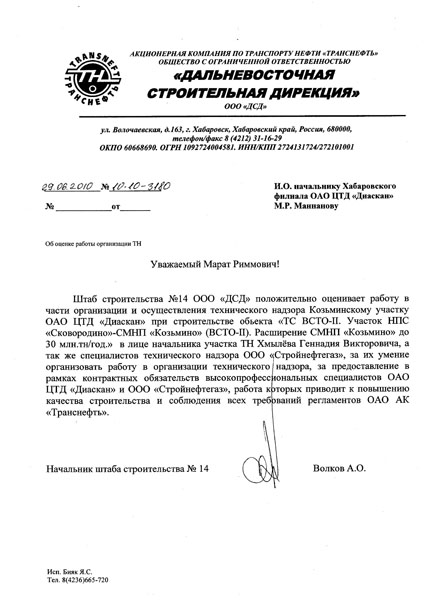 TRANSNEFT
ТН
ТРАНСНЕФТЬ
АКЦИОНЕРНАЯ КОМПАНИЯ ПО ТРАНСПОРТУ НЕФТИ «ТРАНСНЕФТЬ»
ОБЩЕСТВО С ОГРАНИЧЕННОЙ ОТВЕТСТВЕННОСТЬЮ
«ДАЛЬНЕВОСТОЧНАЯ
СТРОИТЕЛЬНАЯ ДИРЕКЦИЯ»
ООО «ДСД»
ул. Волочаевская, д.163, г. Хабаровск, Хабаровский край, Россия, 680000,
телефон/факс 8 (4212) 31-16-29
ОКПО 60668690. ОГРН 1092724004581. ИНН/КПП 2724131724/272101001
29.06.2010 № 10-10-3180
№ от
И.О. начальнику Хабаровского
филиала ОАО ЦТД «Диаскан»
М.Р. Маннанову
Об оценке работы организации ТН
Уважаемый Марат Риммович!
Штаб строительства №14 ООО «ДСД» положительно оценивает работу в
части организации и осуществления технического надзора Козьминскому участку
ОАО ЦТД «Диаскан» при строительстве обьекта «ТС ВСТО-II. Участок НПС
«Сковородино»-СМНП «Козьмино» (ВСТО-II). Расширение СМНП «Козьмино» до
30 млн.тн/год.» в лице начальника участка ТН Хмылёва Геннадия Викторовича, а
так же специалистов технического надзора ООО «Стройнефтегаз», за их умение
организовать работу в организации технического надзора, за предоставление в
рамках контрактных обязательств высокопрофессиональных специалистов ОАО
ЦТД «Диаскан» и ООО «Стройнефтегаз», работа которых приводит к повышению
качества строительства и соблюдения всех требований регламентов ОАО АК
«Транснефть».
Начальник штаба строительства № 14 Волков А.О.
Исп. Бияк Я.С.
Тел. 8(4236)665-720